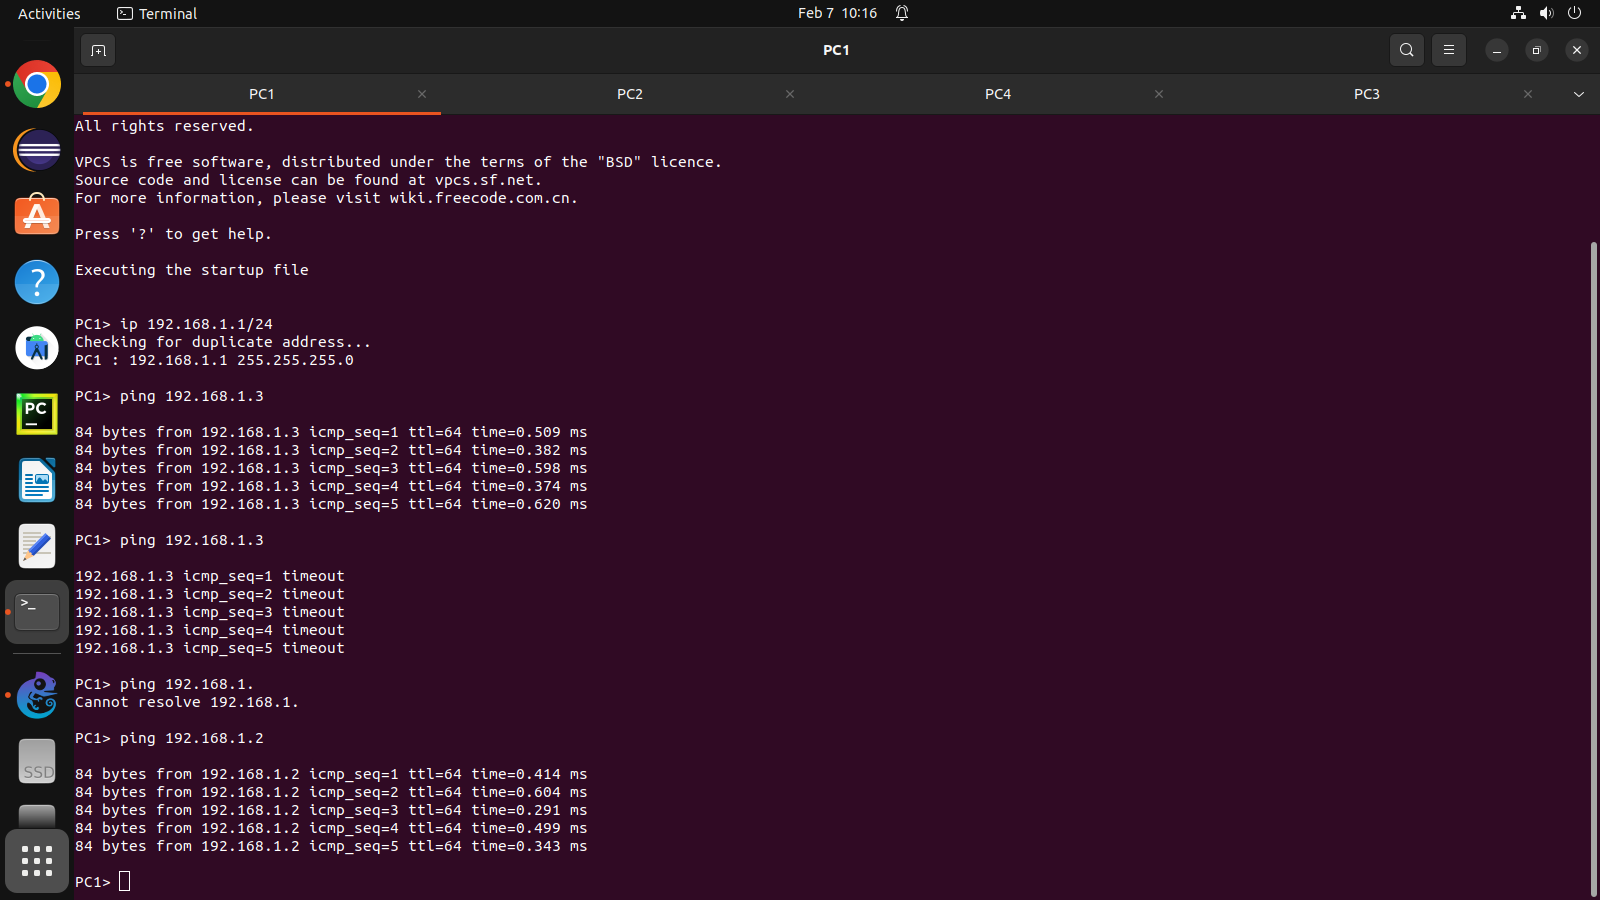 Activities
Terminal
Feb 7 10:16
PC1
PC1
PC2
PC4
PC3
All rights reserved.
VPCS is free software, distributed under the terms of the "BSD" licence.
Source code and license can be found at vpcs.sf.net.
For more information, please visit wiki.freecode.com.cn.
Press '?' to get help.
Executing the startup file
PC1> ip 192.168.1.1/24
Checking for duplicate address...
PC1 : 192.168.1.1 255.255.255.0
PC1> ping 192.168.1.3
84 bytes from 192.168.1.3 icmp_seq=1 ttl=64 time=0.509 ms
84 bytes from 192.168.1.3 icmp_seq=2 ttl=64 time=0.382 ms
84 bytes from 192.168.1.3 icmp_seq=3 ttl=64 time=0.598 ms
84 bytes from 192.168.1.3 icmp_seq=4 ttl=64 time=0.374 ms
84 bytes from 192.168.1.3 icmp_seq=5 ttl=64 time=0.620 ms
PC1> ping 192.168.1.3
192.168.1.3 icmp_seq=1 timeout
192.168.1.3 icmp_seq=2 timeout
192.168.1.3 icmp_seq=3 timeout
192.168.1.3 icmp_seq=4 timeout
192.168.1.3 icmp_seq=5 timeout
PC1> ping 192.168.1.
Cannot resolve 192.168.1.
PC1> ping 192.168.1.2
84 bytes from 192.168.1.2 icmp_seq=1 ttl=64 time=0.414 ms
84 bytes from 192.168.1.2 icmp_seq=2 ttl=64 time=0.604 ms
84 bytes from 192.168.1.2 icmp_seq=3 ttl=64 time=0.291 ms
84 bytes from 192.168.1.2 icmp_seq=4 ttl=64 time=0.499 ms
84 bytes from 192.168.1.2 icmp_seq=5 ttl=64 time=0.343 ms
PC1>
PC
SSD